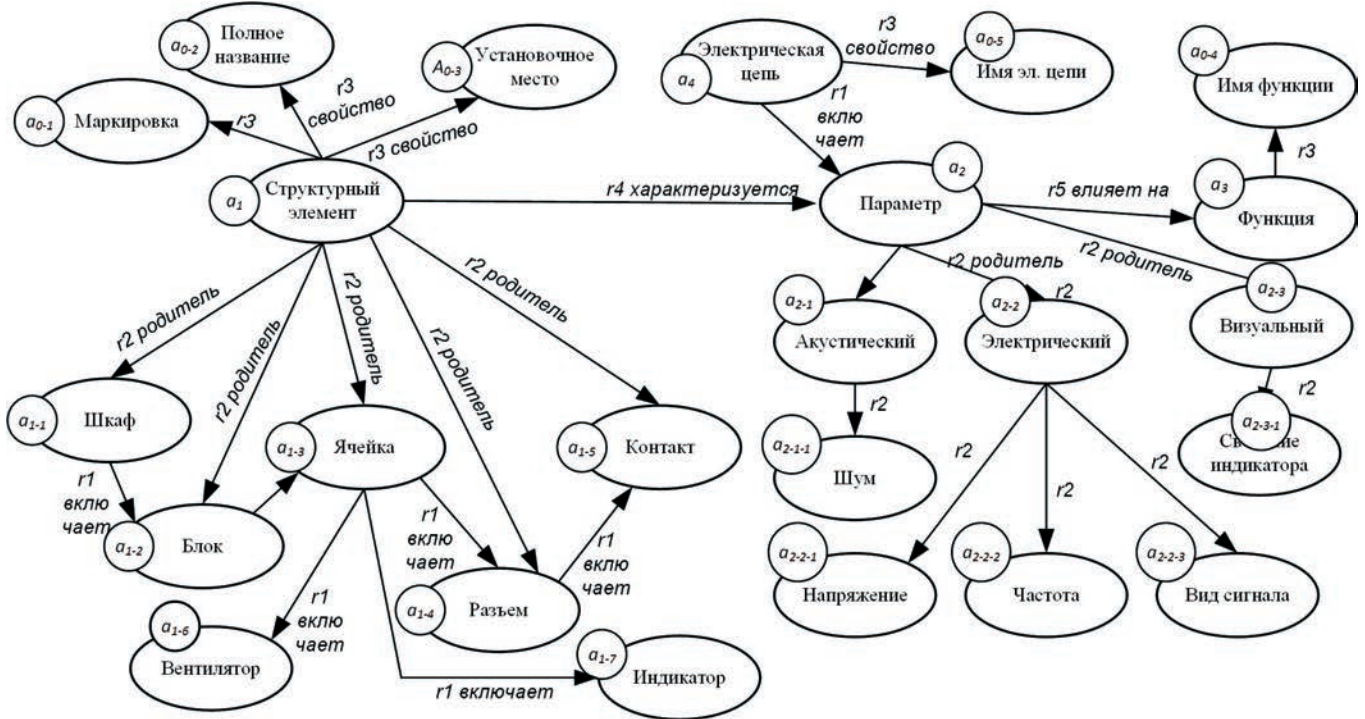 a0-2
Полное
название
A0-3
Установочное
место
Электрическая
цепь
a4
r3
свойство
a0-5
Имя эл. цепи
a0-4
Имя функции
a0-1
Маркировка
r3
r3
свойство
r3 свойство
r1
вклю
чает
r3
a1
Структурный
элемент
r4 характеризуется
a2
Параметр
r5 влияет на
a3
Функция
r2 родитель
r2 родитель
r2 родитель
r2 родитель
r2 родитель
r2 родитель
r2 родитель
a2-1
Акустический
a2-2
r2
Электрический
a2-3
Визуальный
a1-1
Шкаф
a1-3
Ячейка
a1-5
Контакт
r2
r2
a2-3-1
индикатора
a2-1-1
Шум
r2
r2
r2
r1
вклю
чает
a1-2
Блок
r1
вклю
чает
r1
вклю
чает
a2-2-1
Напряжение
a2-2-2
Частота
a2-2-3
Вид сигнала
a1-4
Разъем
r1
вклю
чает
a1-6
Вентилятор
a1-7
Индикатор
r1 включает